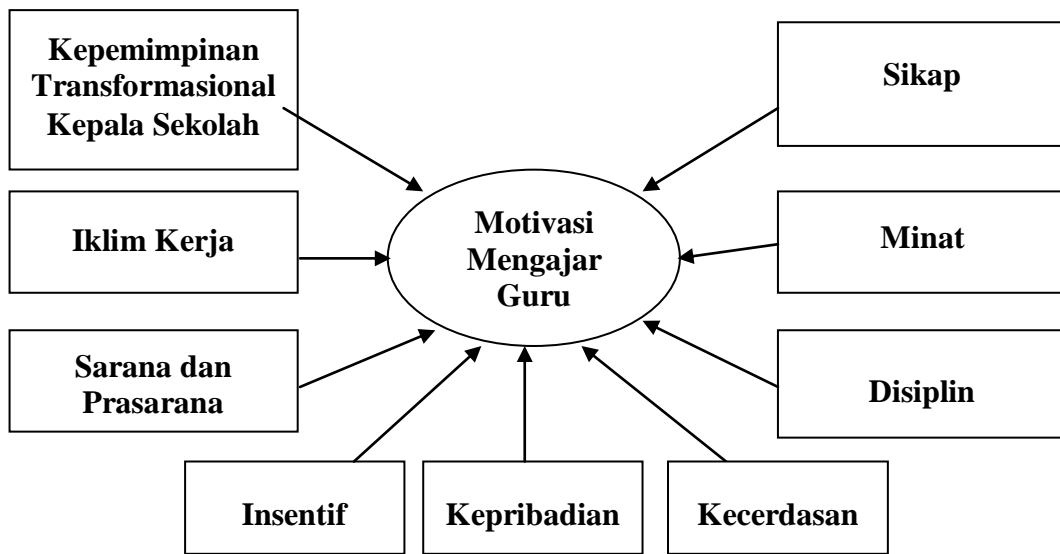 Kepemimpinan
Transformasional
Kepala Sekolah
Sikap
Iklim Kerja
Motivasi
Mengajar
Guru
Minat
Sarana dan
Prasarana
Disiplin
Insentif
Kepribadian
Kecerdasan